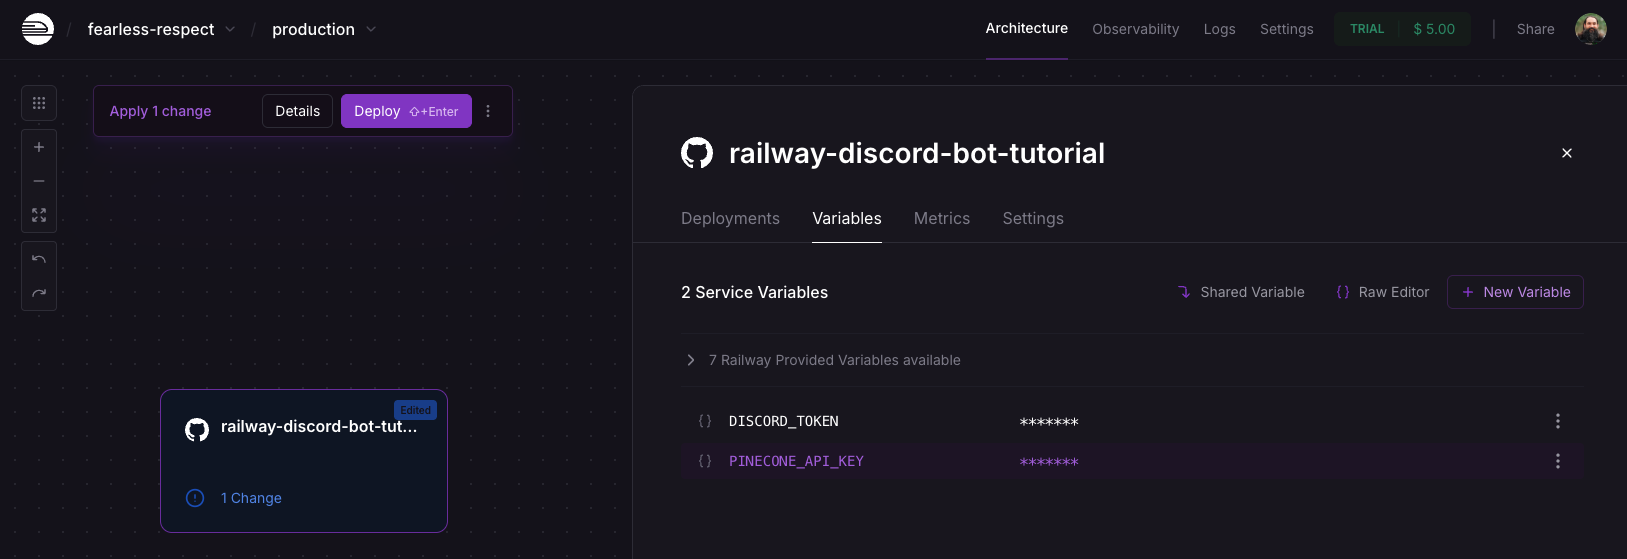 / fearless-respect / production Architecture Observability Logs Settings TRIAL $ 5.00 Share
Apply 1 change Details Deploy ⇧+Enter
railway-discord-bot-tutorial
Deployments Variables Metrics Settings
2 Service Variables Shared Variable {} Raw Editor + New Variable
7 Railway Provided Variables available
{} DISCORD_TOKEN *******
{} PINECONE_API_KEY *******
Edited
railway-discord-bot-tut...
1 Change